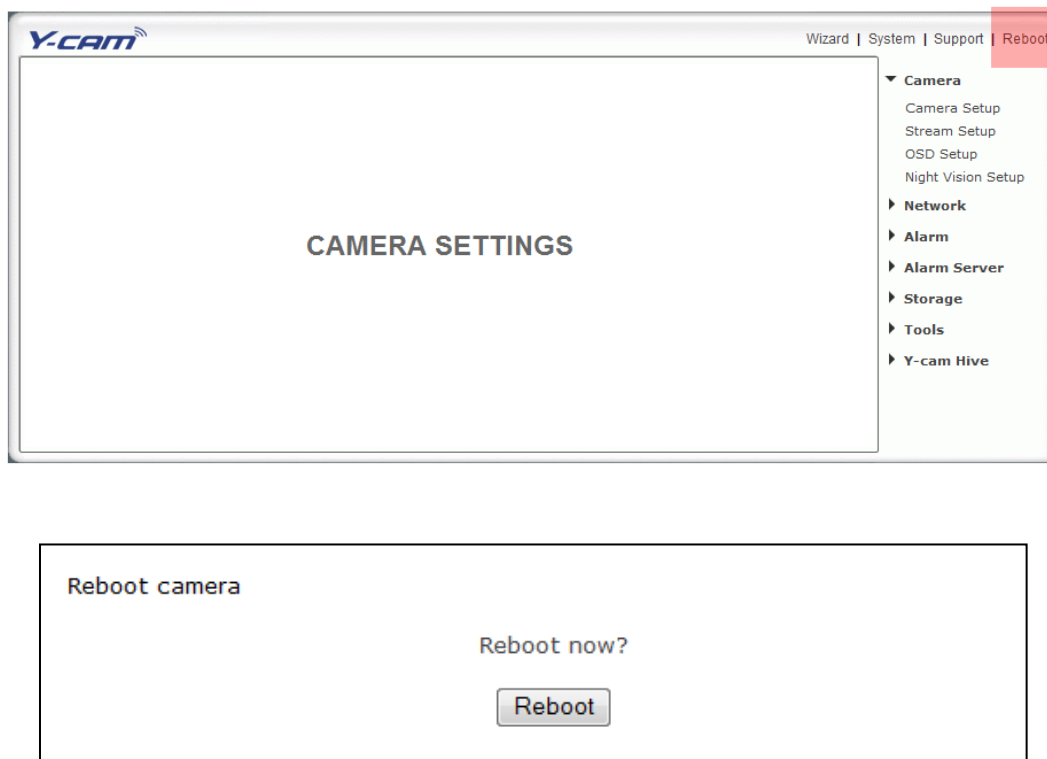 Y-cam
Wizard | System | Support | Reboot
Camera
Camera Setup
Stream Setup
OSD Setup
Night Vision Setup
Network
Alarm
Alarm Server
Storage
Tools
Y-cam Hive
CAMERA SETTINGS
Reboot camera
Reboot now?
Reboot